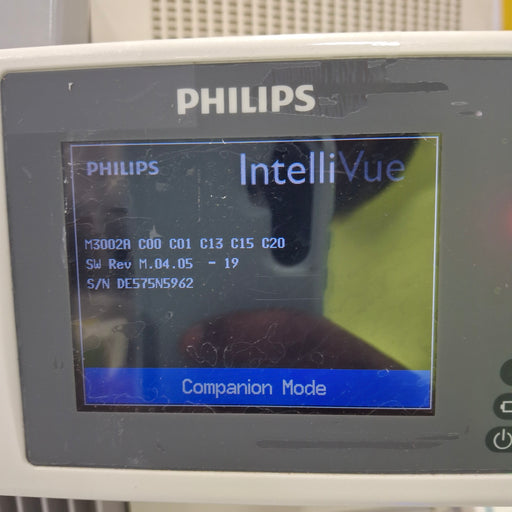 PHILIPS
PHILIPS IntelliVue
M3002A C00 C01 C13 C15 C20
SW Rev M.04.05 - 19
S/N DE575N5962
Companion Mode